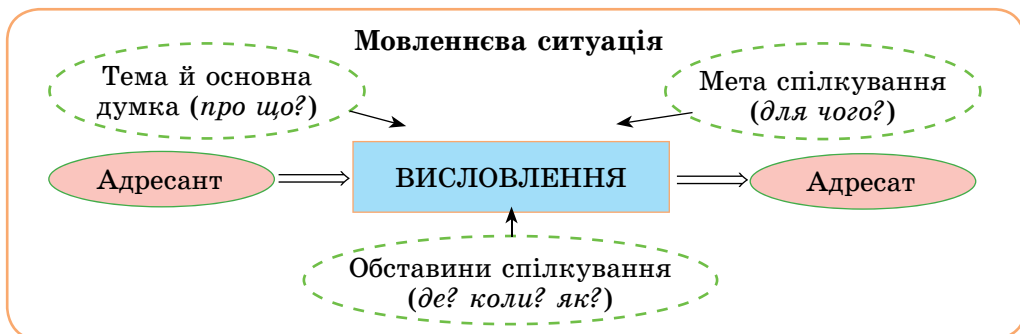 Мовленнєва ситуація
Тема й основна
думка (про що?)
Мета спілкування
(для чого?)
Адресант
ВИСЛОВЛЕННЯ
Адресат
Обставини спілкування
(де? коли? як?)